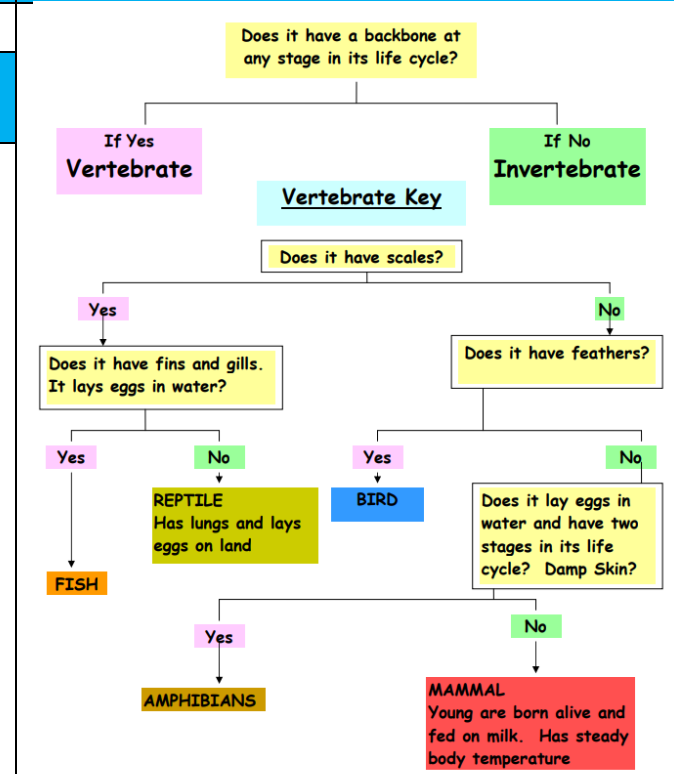 Does it have a backbone at
any stage in its life cycle?
If Yes
Vertebrate
If No
Invertebrate
Vertebrate Key
Does it have scales?
Yes
No
Does it have fins and gills.
It lays eggs in water?
Does it have feathers?
Yes
No
Yes
No
REPTILE
Has lungs and lays
eggs on land
BIRD
Does it lay eggs in
water and have two
stages in its life
cycle? Damp Skin?
FISH
Yes
No
AMPHIBIANS
MAMMAL
Young are born alive and
fed on milk. Has steady
body temperature